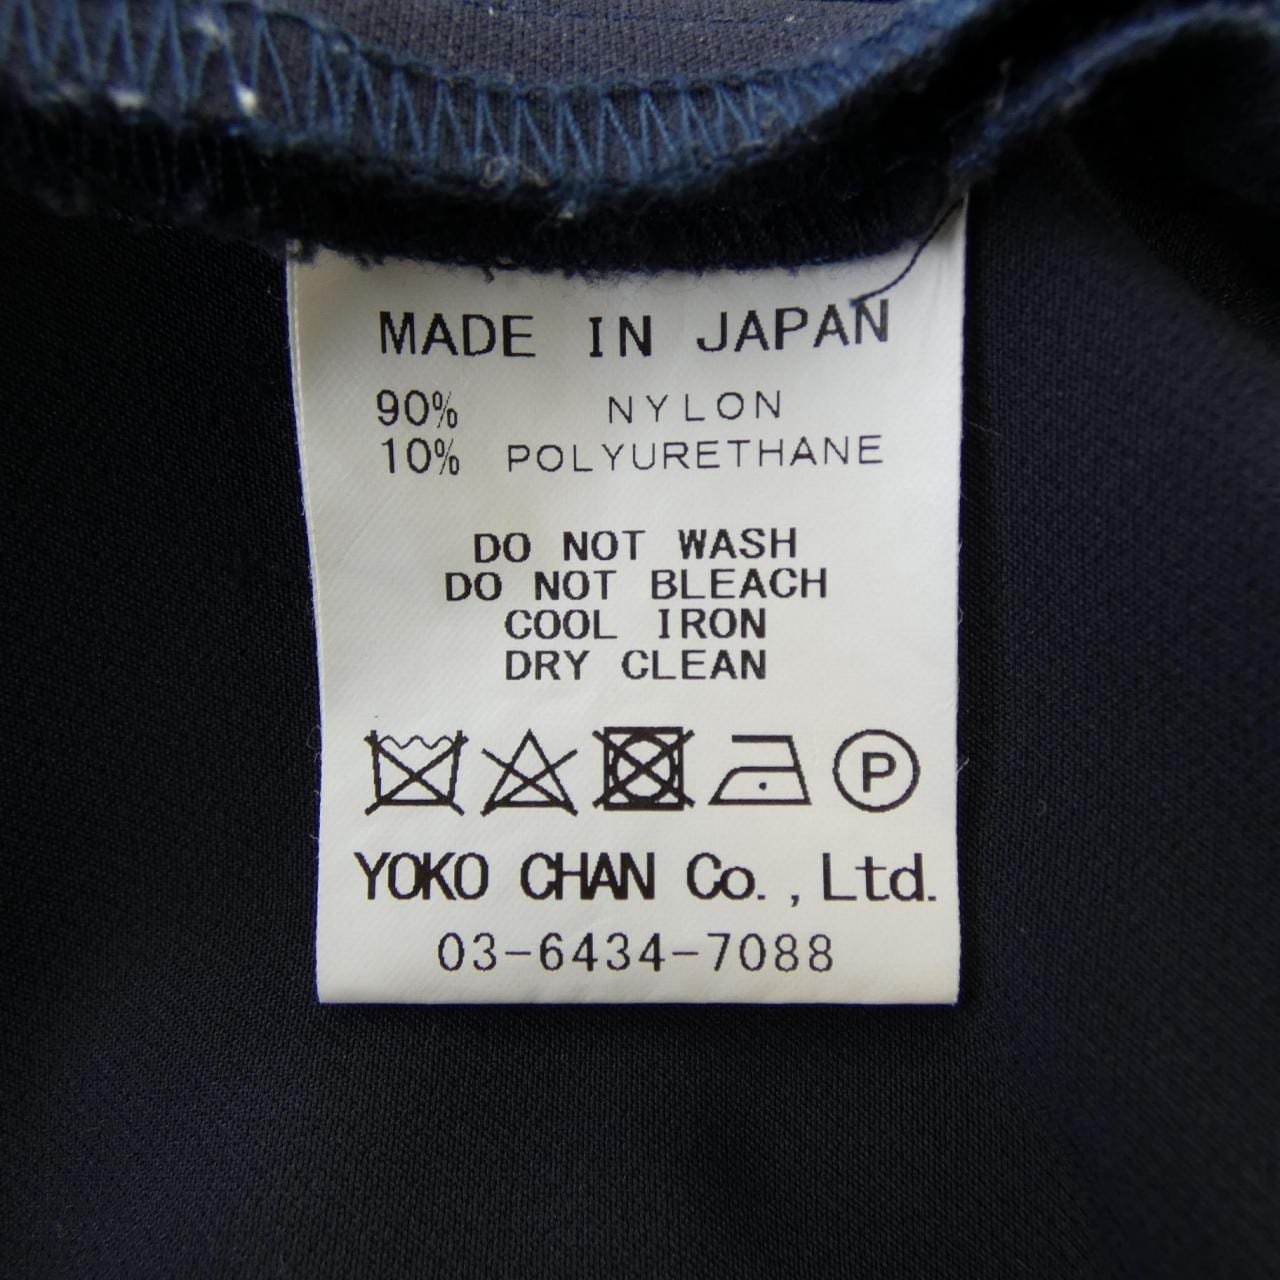 MADE IN JAPAN
90% NYLON
10% POLYURETHANE
DO NOT WASH
DO NOT BLEACH
COOL IRON
DRY CLEAN
P
YOKO CHAN Co.,Ltd.
03-6434-7088